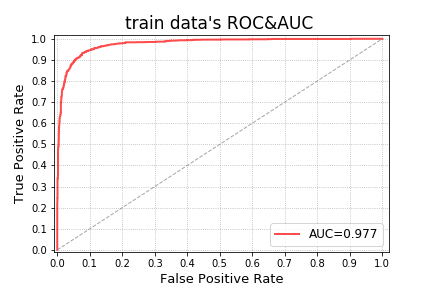 train data's ROC&AUC
True Positive Rate
1.0
0.9
0.8
0.7
0.6
0.5
0.4
0.3
0.2
0.1
0.0
AUC=0.977
0.0 0.1 0.2 0.3 0.4 0.5 0.6 0.7 0.8 0.9 1.0
False Positive Rate